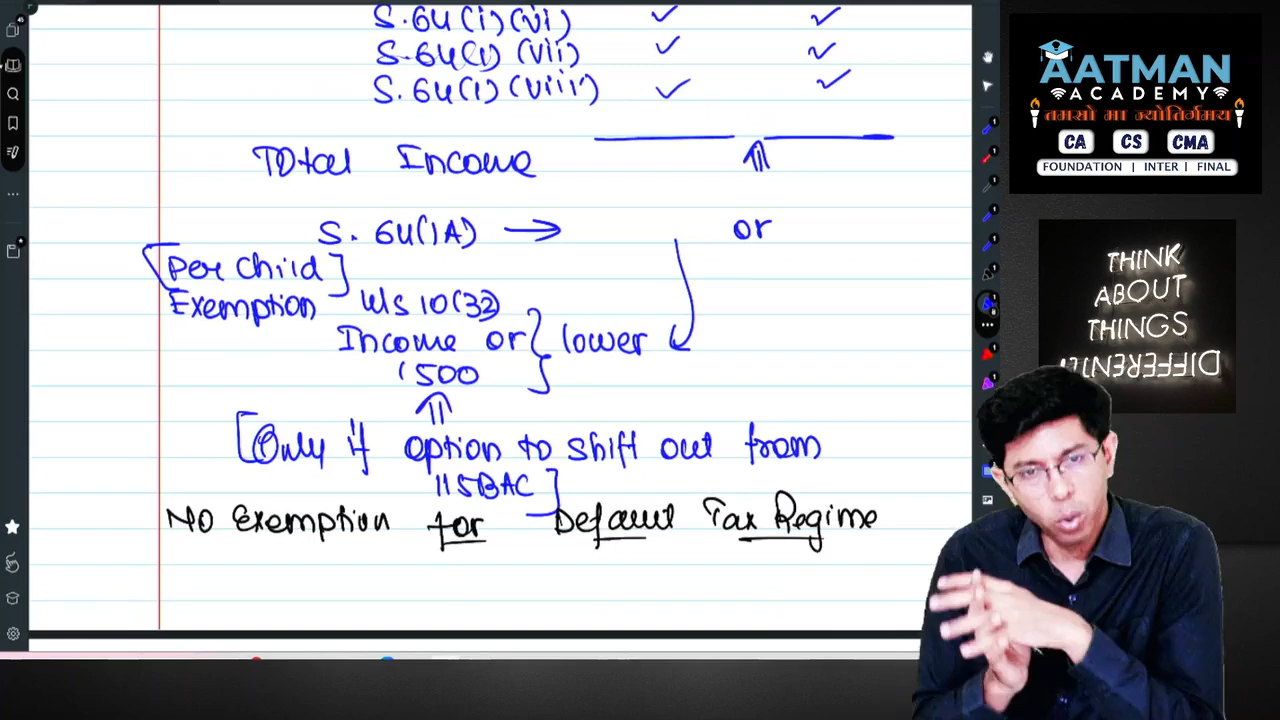 S.64(1)(vi)
S.64(1)(vii)
S.64(1)(viii)
Total Income
S. 64(1A) → or
[Per Child]
Exemption U/s 10(32)
Income or } lower
1500
[Only if option to shift out from
115BAC]
No Exemption for Default Tax Regime
AATMAN
ACADEMY
तमसो मा ज्योतिर्गमय
CA CS CMA
FOUNDATION | INTER | FINAL
THINK
ABOUT
THINGS
DIFFERENTLY